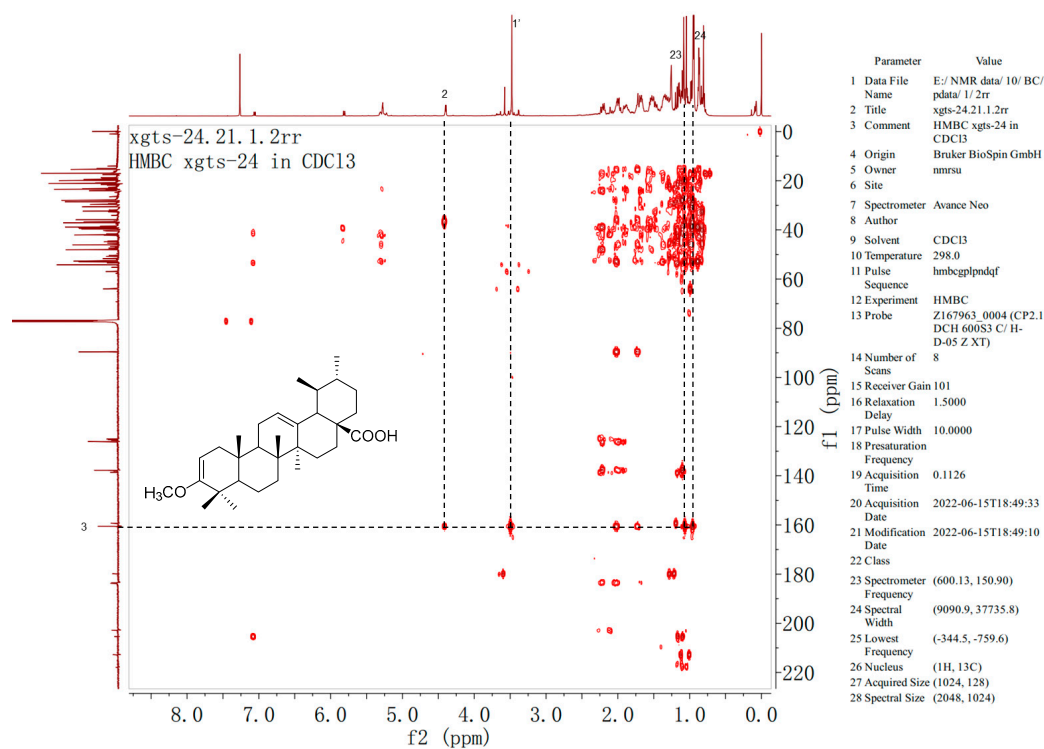 1'
24
23
2
xgts-24.21.1.2rr
HMBC xgts-24 in CDCl3
3
COOH
H3CO
0
20
40
60
80
100
120
140
160
180
200
220
f1 (ppm)
8.0 7.0 6.0 5.0 4.0 3.0 2.0 1.0 0.0
f2 (ppm)
Parameter Value
1 Data File Name E:/ NMR data/ 10/ BC/ pdata/ 1/ 2rr
2 Title xgts-24.21.1.2rr
3 Comment HMBC xgts-24 in CDCl3
4 Origin Bruker BioSpin GmbH
5 Owner nmrsu
6 Site
7 Spectrometer Avance Neo
8 Author
9 Solvent CDCl3
10 Temperature 298.0
11 Pulse Sequence hmbcgplpndqf
12 Experiment HMBC
13 Probe Z167963_0004 (CP2.1 DCH 600S3 C/ H-D-05 Z XT)
14 Number of Scans 8
15 Receiver Gain 101
16 Relaxation Delay 1.5000
17 Pulse Width 10.0000
18 Presaturation Frequency
19 Acquisition Time 0.1126
20 Acquisition Date 2022-06-15T18:49:33
21 Modification Date 2022-06-15T18:49:10
22 Class
23 Spectrometer Frequency (600.13, 150.90)
24 Spectral Width (9090.9, 37735.8)
25 Lowest Frequency (-344.5, -759.6)
26 Nucleus (1H, 13C)
27 Acquired Size (1024, 128)
28 Spectral Size (2048, 1024)